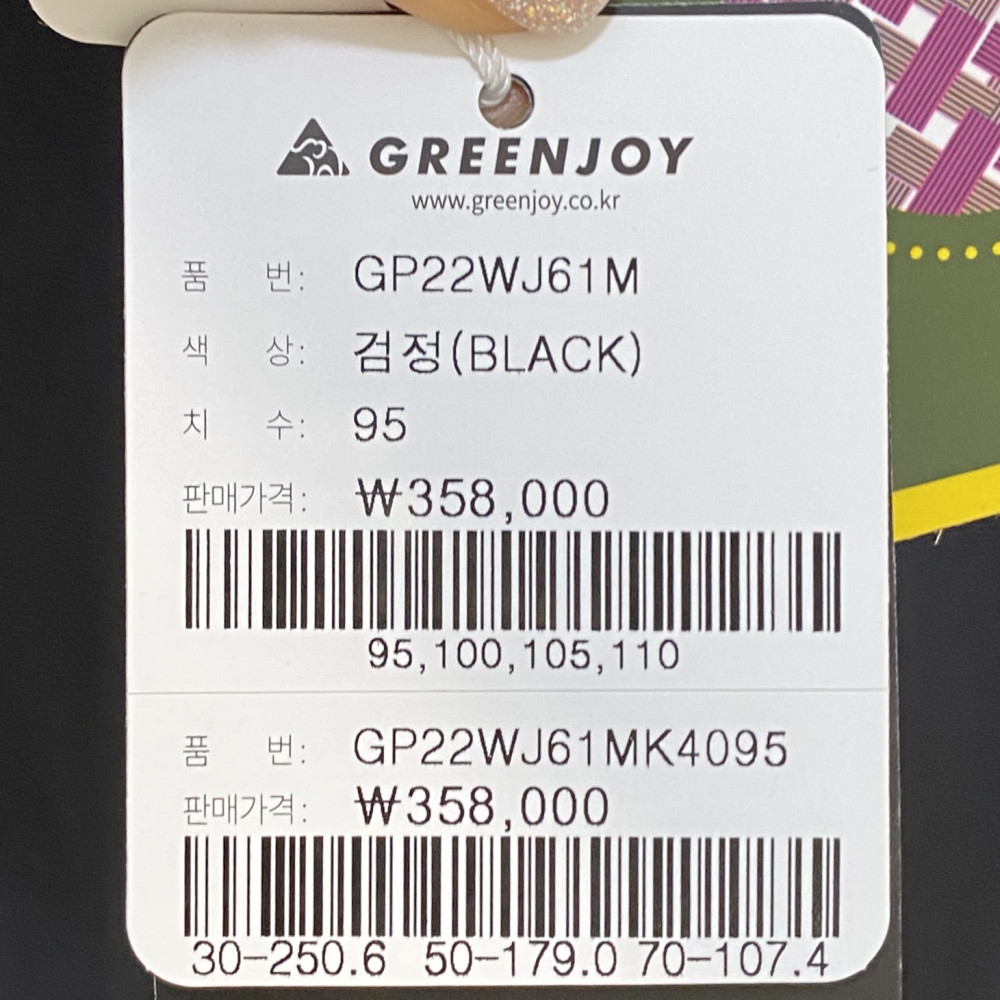 GREENJOY
www.greenjoy.co.kr
품 번: GP22WJ61M
색 상: 검정(BLACK)
치 수: 95
판매가격: ₩358,000
95,100,105,110
품 번: GP22WJ61MK4095
판매가격: ₩358,000
30-250.6 50-179.0 70-107.4